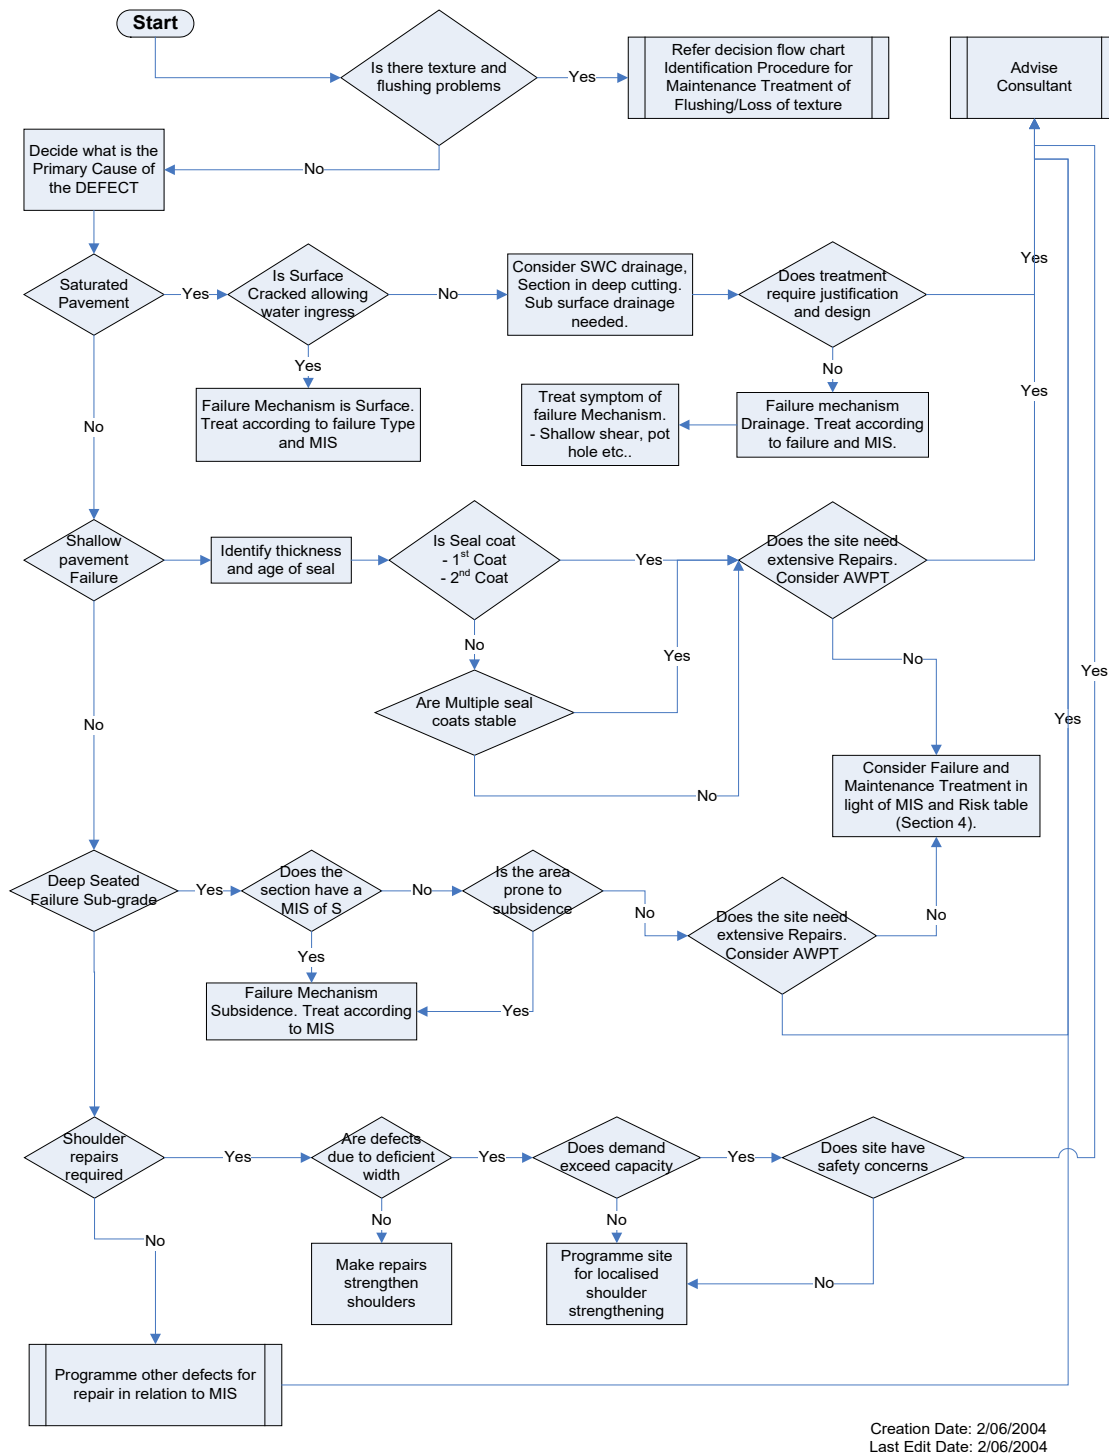 Start
Is there texture and
flushing problems
Yes
Refer decision flow chart
Identification Procedure for
Maintenance Treatment of
Flushing/Loss of texture
Advise
Consultant
No
Decide what is the
Primary Cause of
the DEFECT
Saturated
Pavement
Yes
Is Surface
Cracked allowing
water ingress
No
Consider SWC drainage,
Section in deep cutting.
Sub surface drainage
needed.
Does treatment
require justification
and design
Yes
Yes
No
Failure Mechanism is Surface.
Treat according to failure Type
and MIS
Treat symptom of
failure Mechanism.
- Shallow shear, pot
hole etc..
Failure mechanism
Drainage. Treat according
to failure and MIS.
Yes
No
Shallow
pavement
Failure
Identify thickness
and age of seal
Is Seal coat
- 1st Coat
- 2nd Coat
Yes
Does the site need
extensive Repairs.
Consider AWPT
No
Yes
No
Yes
Are Multiple seal
coats stable
No
No
Yes
Consider Failure and
Maintenance Treatment in
light of MIS and Risk table
(Section 4).
Deep Seated
Failure Sub-grade
Yes
Does the
section have a
MIS of S
No
Is the area
prone to
subsidence
No
Does the site need
extensive Repairs.
Consider AWPT
No
Yes
Failure Mechanism
Subsidence. Treat according
to MIS
Yes
Shoulder
repairs
required
Yes
Are defects
due to deficient
width
Yes
Does demand
exceed capacity
Yes
Does site have
safety concerns
No
No
No
Make repairs
strengthen
shoulders
Programme site
for localised
shoulder
strengthening
No
Programme other defects for
repair in relation to MIS
Creation Date: 2/06/2004
Last Edit Date: 2/06/2004